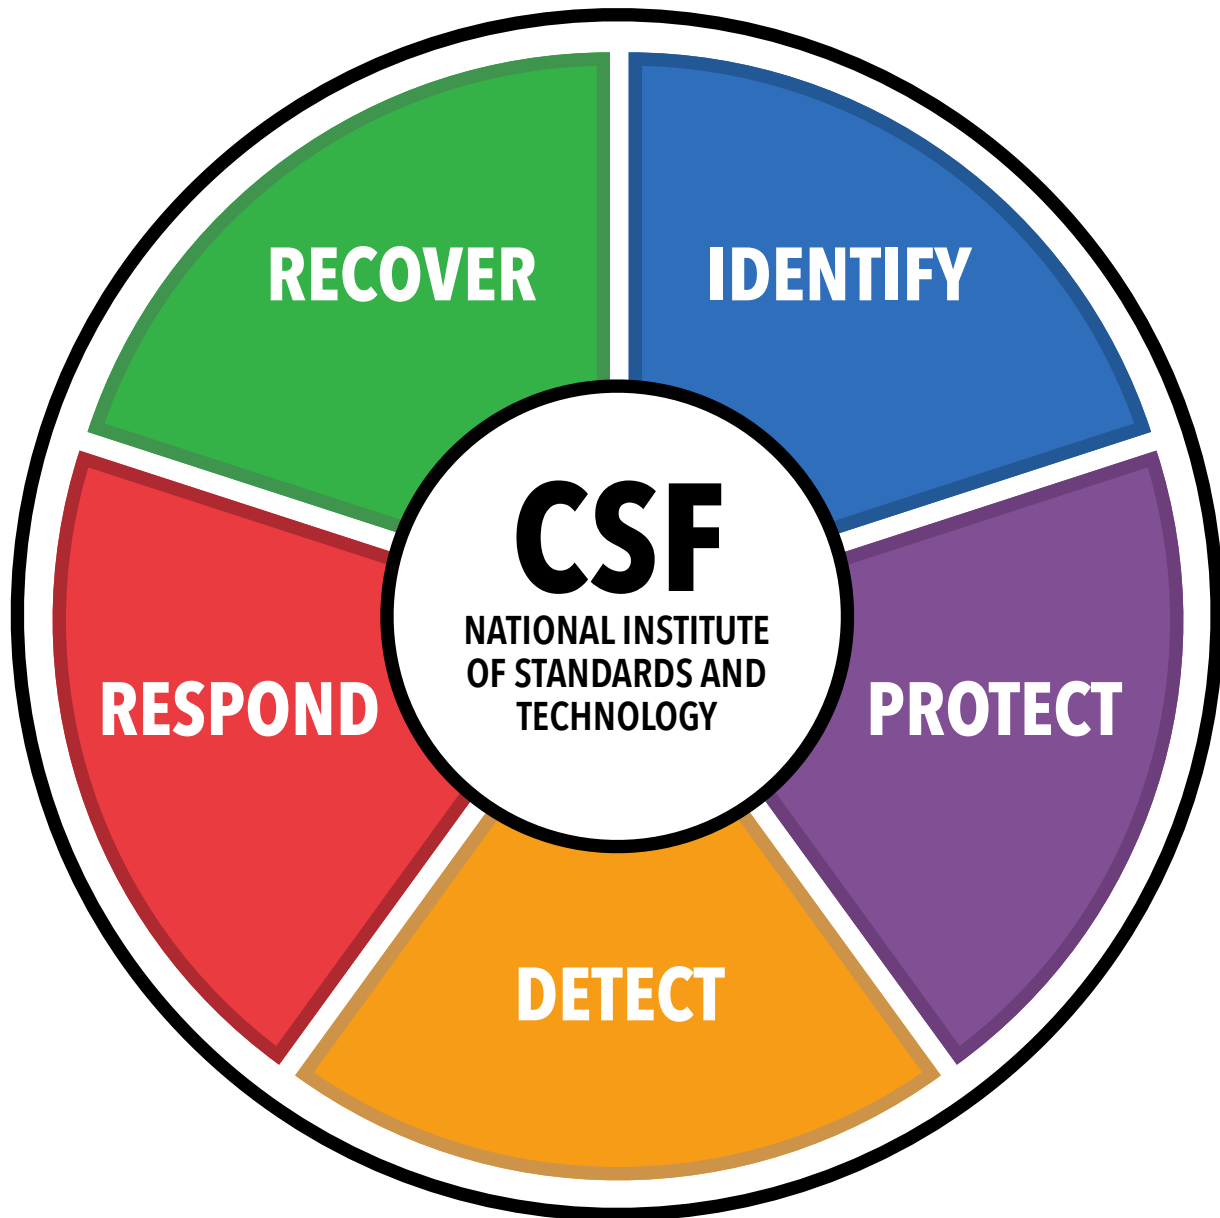 RECOVER
IDENTIFY
CSF
NATIONAL INSTITUTE
OF STANDARDS AND
TECHNOLOGY
RESPOND
PROTECT
DETECT